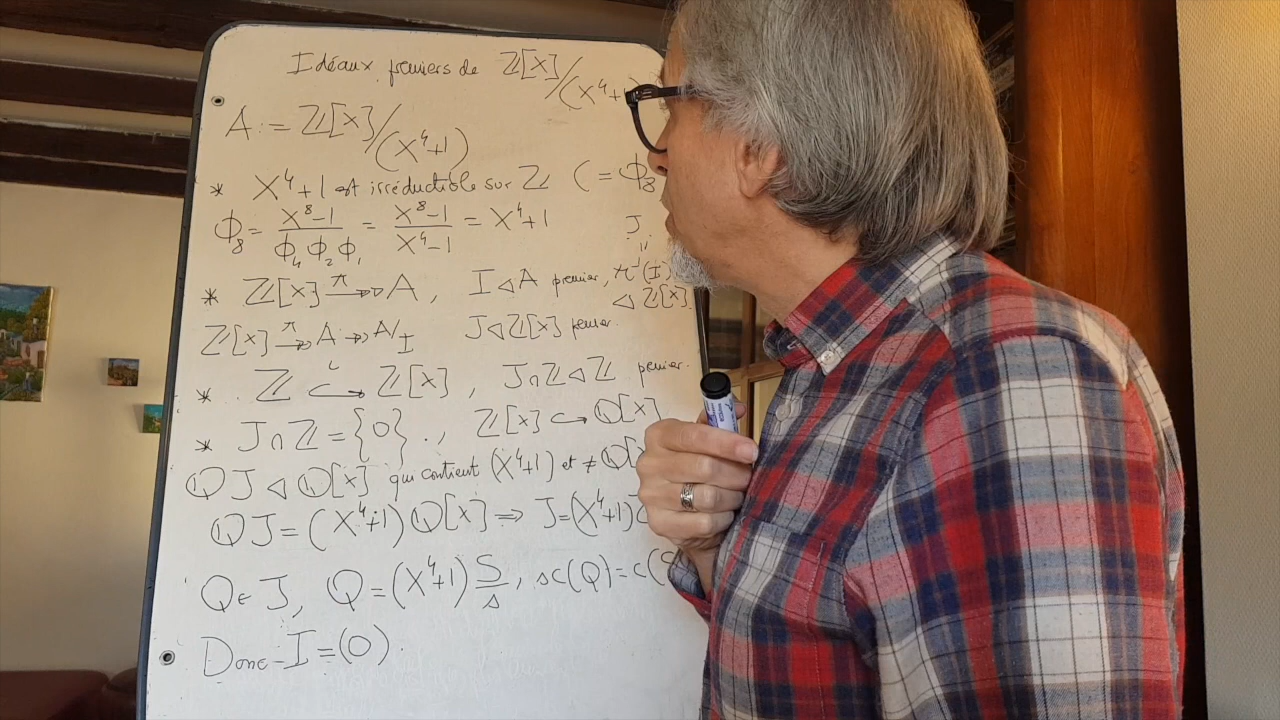 Idéaux premiers de ℤ[X]/(X⁴+
A := ℤ[X]/(X⁴+1)
* X⁴+1 est irréductible sur ℤ (=ϕ₈
ϕ₈ = X⁸-1/ϕ₄ϕ₂ϕ₁ = X⁸-1/X⁴-1 = X⁴+1
J
* ℤ[X] –π↠ A, I ◁ A premier, π⁻¹(I) ◁ ℤ[X]
ℤ[X] –π↠ A ↠ A/I J ◁ ℤ[X] premier.
* ℤ ↪ι ℤ[X], J∩ℤ ◁ ℤ premier.
* J∩ℤ = {0}., ℤ[X] ↪ ℚ[X]
ℚJ ◁ ℚ[X] qui contient (X⁴+1) et ≠ ℚ[X
ℚJ = (X⁴+1)ℚ[X] ⇒ J=(X⁴+1)ℤ
Q∈J, Q = (X⁴+1) S/s, sc(Q)=c(S
Donc I = (0).